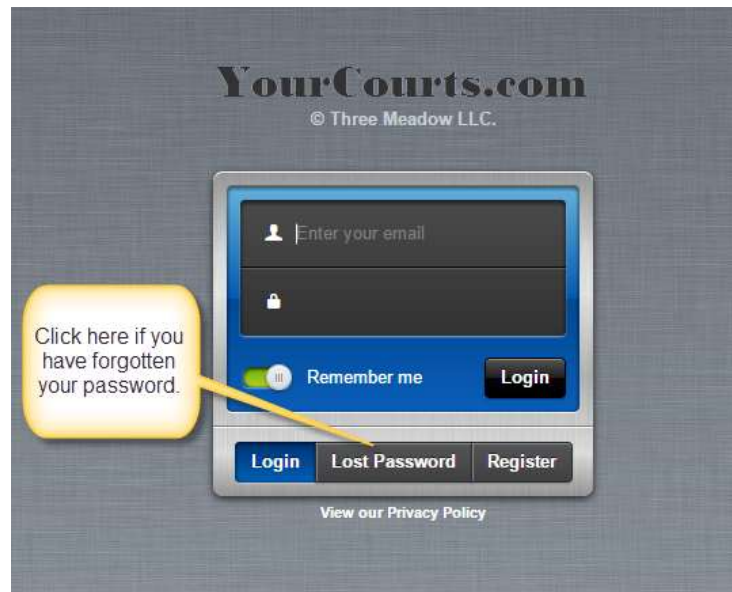 YourCourts.com
© Three Meadow LLC.
Enter your email
Click here if you
have forgotten
your password.
Remember me
Login
Login
Lost Password
Register
View our Privacy Policy